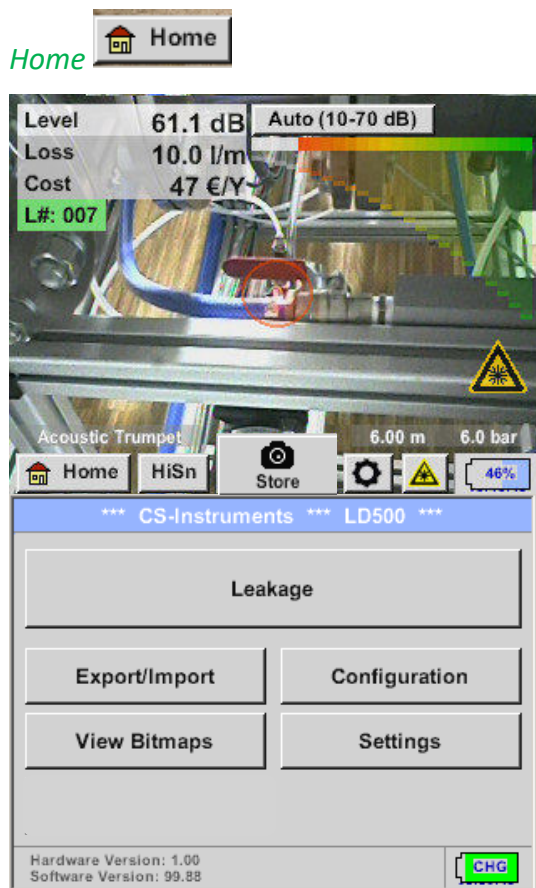 Home Home
Level 61.1 dB Auto (10-70 dB)
Loss 10.0 l/m
Cost 47 €/Y
L#: 007
Acoustic Trumpet 6.00 m 6.0 bar
Home HiSn Store 46%
*** CS-Instruments *** LD500 ***
Leakage
Export/Import Configuration
View Bitmaps Settings
Hardware Version: 1.00
Software Version: 99.88
CHG